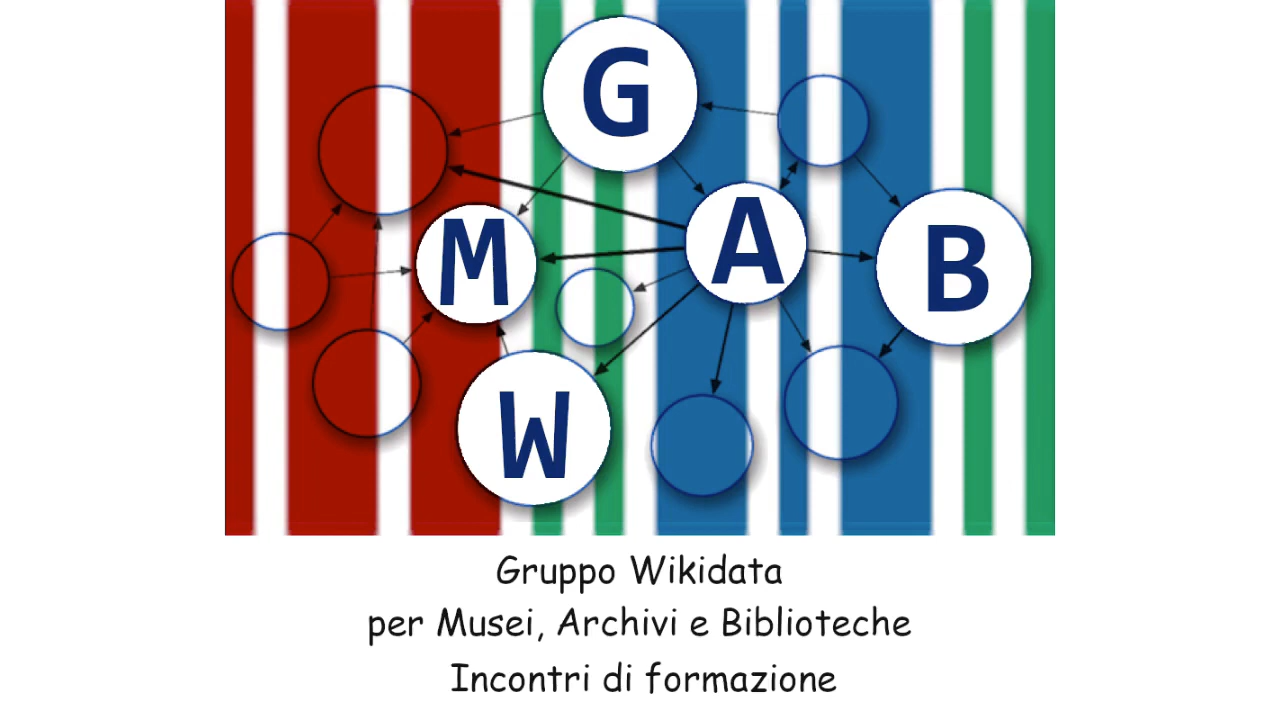 G
A
B
M
W
Gruppo Wikidata
per Musei, Archivi e Biblioteche
Incontri di formazione